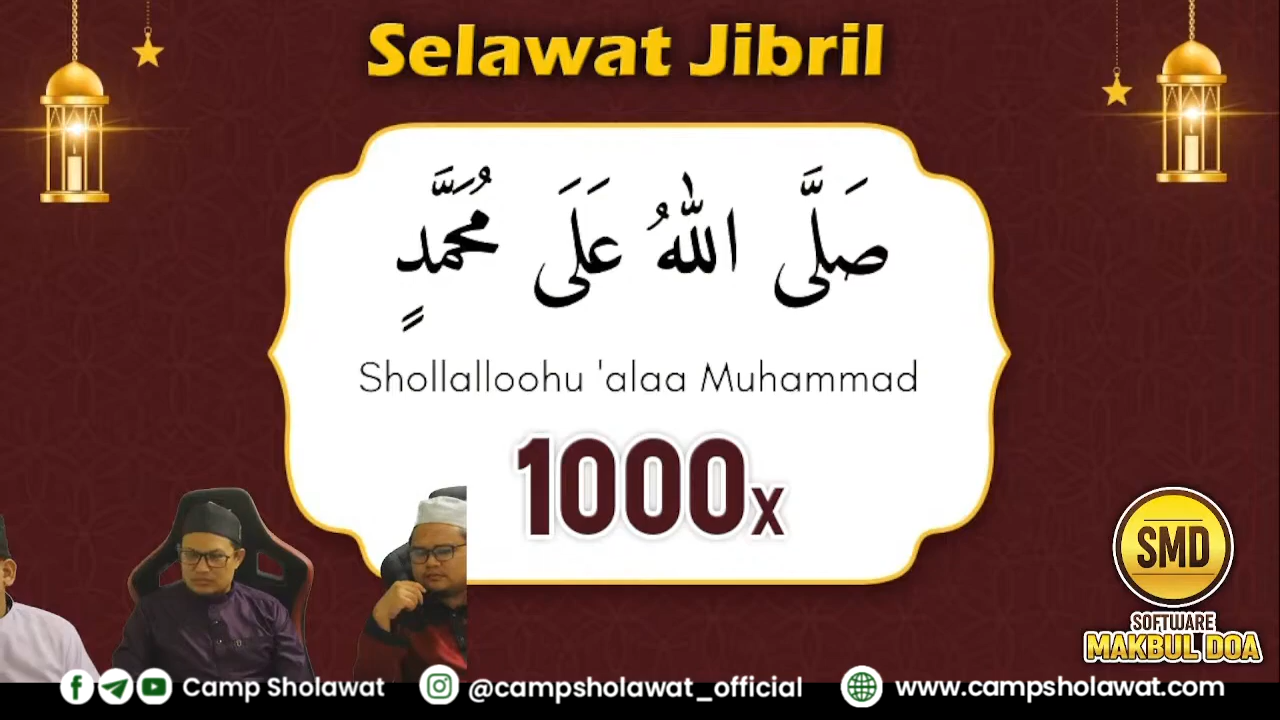 Selawat Jibril
صَلَّى اللّٰهُ عَلَى مُحَمَّدٍ
Shollalloohu 'alaa Muhammad
1000x
SMD
SOFTWARE
MAKBUL DOA
Camp Sholawat @campsholawat_official www.campsholawat.com